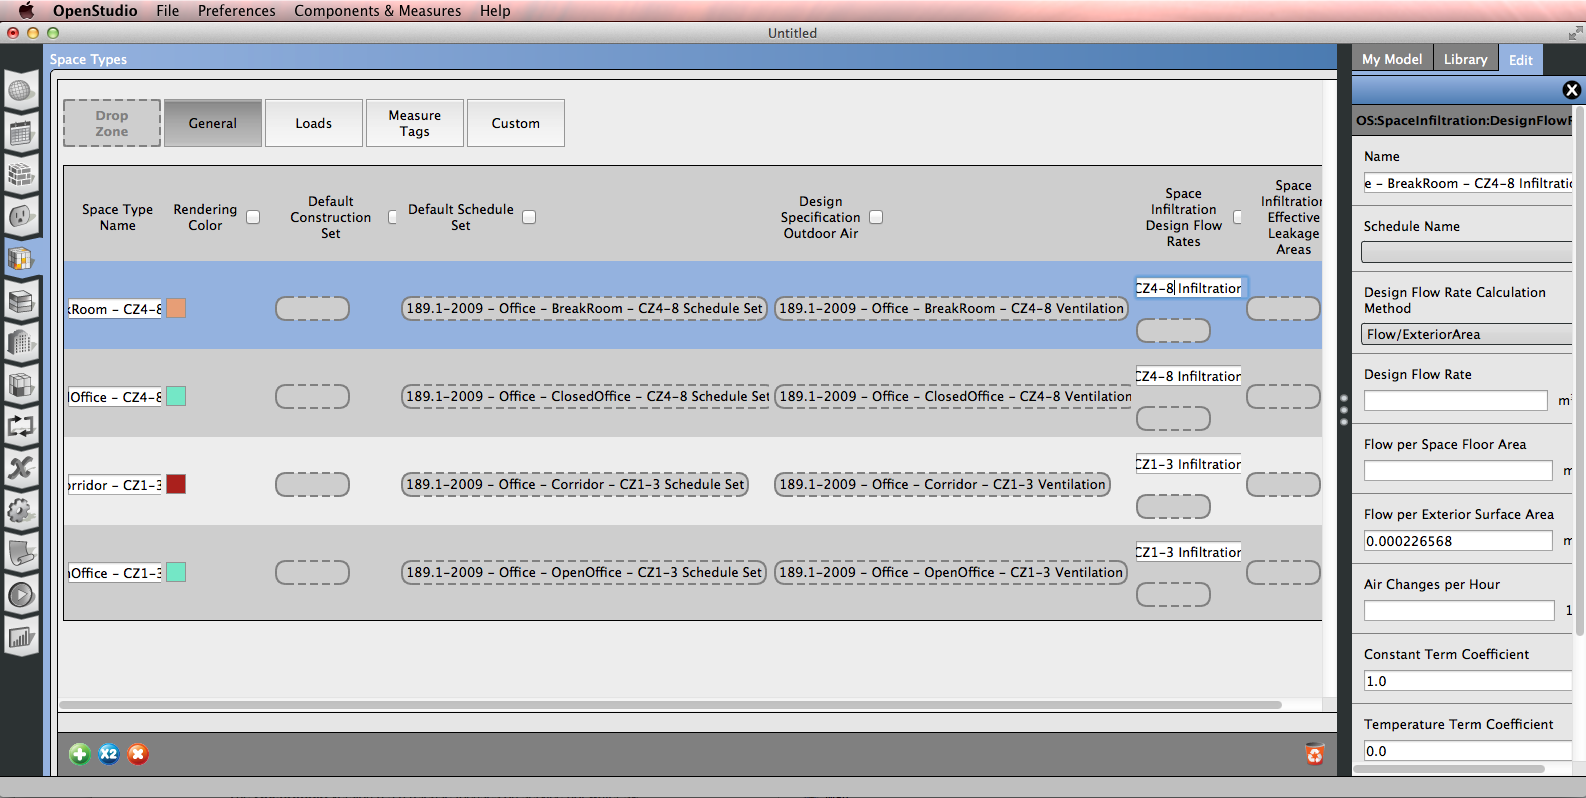 OpenStudio File Preferences Components & Measures Help
Untitled
Space Types
My Model Library Edit
Drop Zone
General
Loads
Measure Tags
Custom
Space Type Name
Rendering Color
Default Construction Set
Default Schedule Set
Design Specification Outdoor Air
Space Infiltration Design Flow Rates
Space Infiltration Effective Leakage Areas
Room - CZ4-8
189.1-2009 - Office - BreakRoom - CZ4-8 Schedule Set
189.1-2009 - Office - BreakRoom - CZ4-8 Ventilation
CZ4-8 Infiltration
Office - CZ4-8
189.1-2009 - Office - ClosedOffice - CZ4-8 Schedule Set
189.1-2009 - Office - ClosedOffice - CZ4-8 Ventilation
CZ4-8 Infiltration
orridor - CZ1-3
189.1-2009 - Office - Corridor - CZ1-3 Schedule Set
189.1-2009 - Office - Corridor - CZ1-3 Ventilation
CZ1-3 Infiltration
Office - CZ1-3
189.1-2009 - Office - OpenOffice - CZ1-3 Schedule Set
189.1-2009 - Office - OpenOffice - CZ1-3 Ventilation
CZ1-3 Infiltration
X2
OS:SpaceInfiltration:DesignFlow
Name
e - BreakRoom - CZ4-8 Infiltratio
Schedule Name
Design Flow Rate Calculation
Method
Flow/ExteriorArea
Design Flow Rate
m
Flow per Space Floor Area
m
Flow per Exterior Surface Area
0.000226568
m
Air Changes per Hour
1
Constant Term Coefficient
1.0
Temperature Term Coefficient
0.0